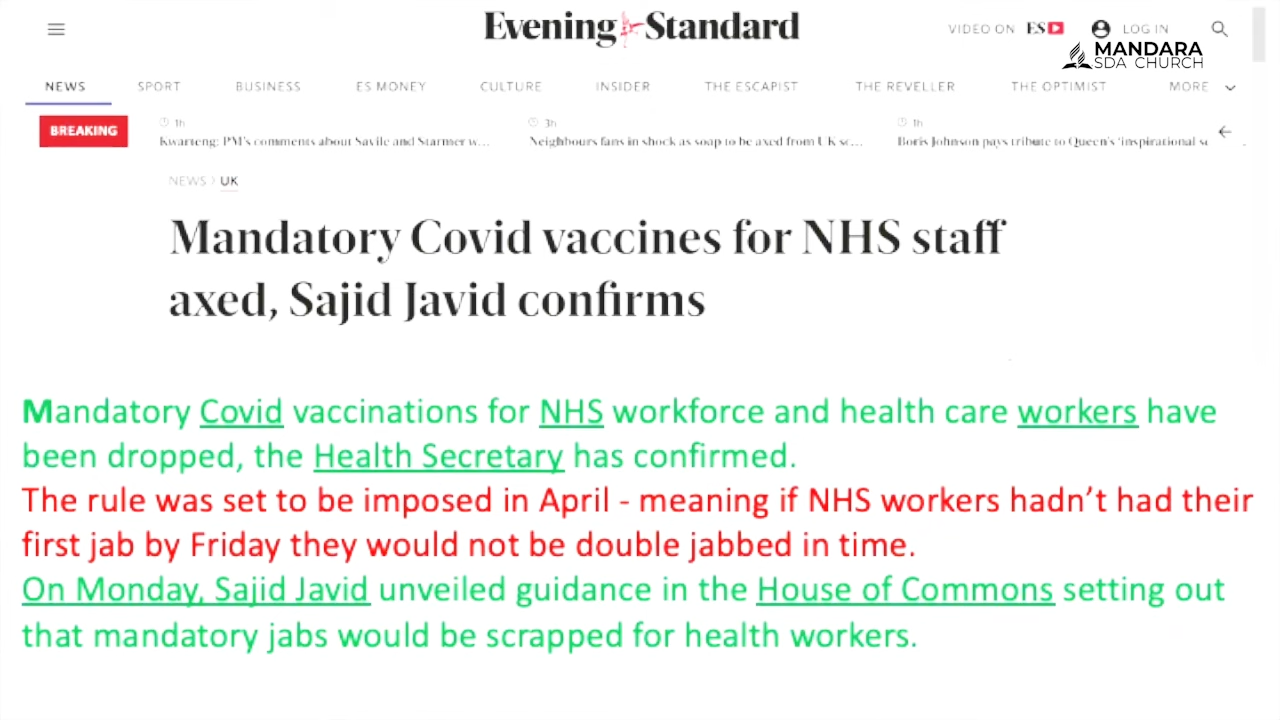 Evening Standard
VIDEO ON ES
LOG IN
MANDARA
SDA CHURCH
NEWS SPORT BUSINESS ES MONEY CULTURE INSIDER THE ESCAPIST THE REVELLER THE OPTIMIST MORE
BREAKING
1h
Kwarteng: PM's comments about Savile and Starmer w...
3h
Neighbours fans in shock as soap to be axed from UK sc...
1h
Boris Johnson pays tribute to Queen's 'inspirational
NEWS > UK
Mandatory Covid vaccines for NHS staff
axed, Sajid Javid confirms
Mandatory Covid vaccinations for NHS workforce and health care workers have
been dropped, the Health Secretary has confirmed.
The rule was set to be imposed in April - meaning if NHS workers hadn't had their
first jab by Friday they would not be double jabbed in time.
On Monday, Sajid Javid unveiled guidance in the House of Commons setting out
that mandatory jabs would be scrapped for health workers.